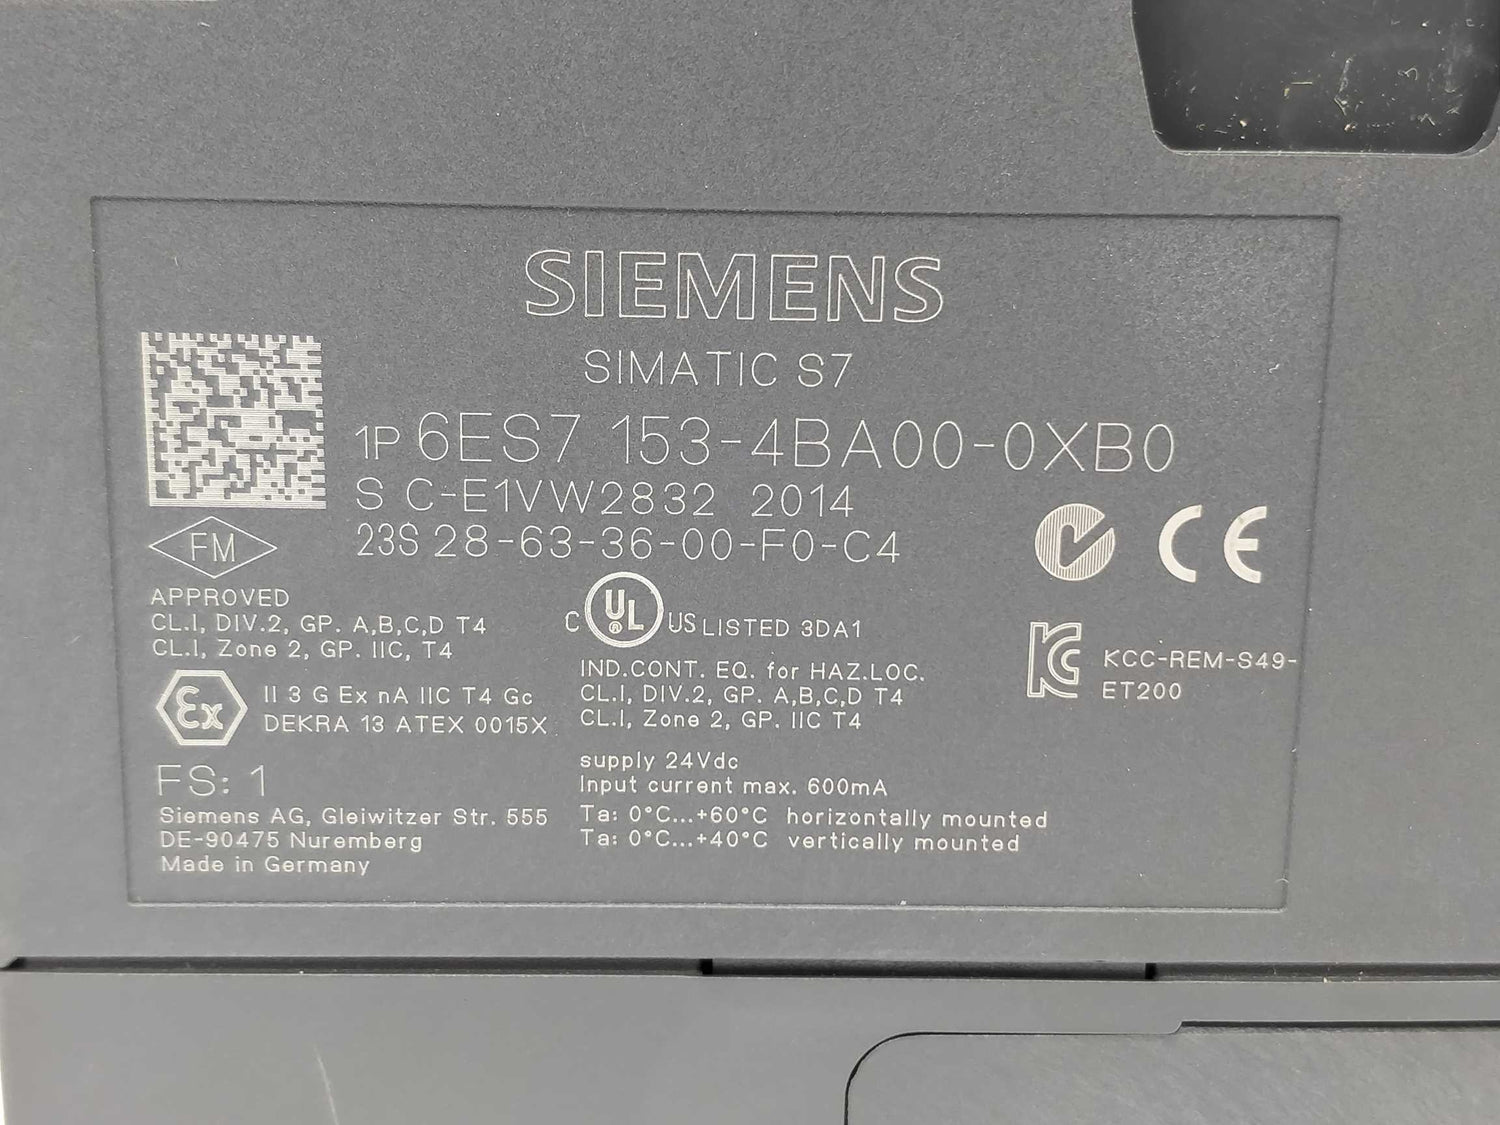 SIEMENS
SIMATIC S7
1P 6ES7 153-4BA00-0XB0
S C-E1VW2832 2014
23S 28-63-36-00-F0-C4
FM
APPROVED
CL.I, DIV.2, GP. A,B,C,D T4
CL.I, Zone 2, GP. IIC, T4
Ex II 3 G Ex nA IIC T4 Gc
DEKRA 13 ATEX 0015X
FS: 1
Siemens AG, Gleiwitzer Str. 555
DE-90475 Nuremberg
Made in Germany
C UL ® US LISTED 3DA1
IND.CONT. EQ. for HAZ.LOC.
CL.I, DIV.2, GP. A,B,C,D T4
CL.I, Zone 2, GP. IIC T4
supply 24Vdc
Input current max. 600mA
Ta: 0°C...+60°C horizontally mounted
Ta: 0°C...+40°C vertically mounted
CE
KCC-REM-S49-
ET200